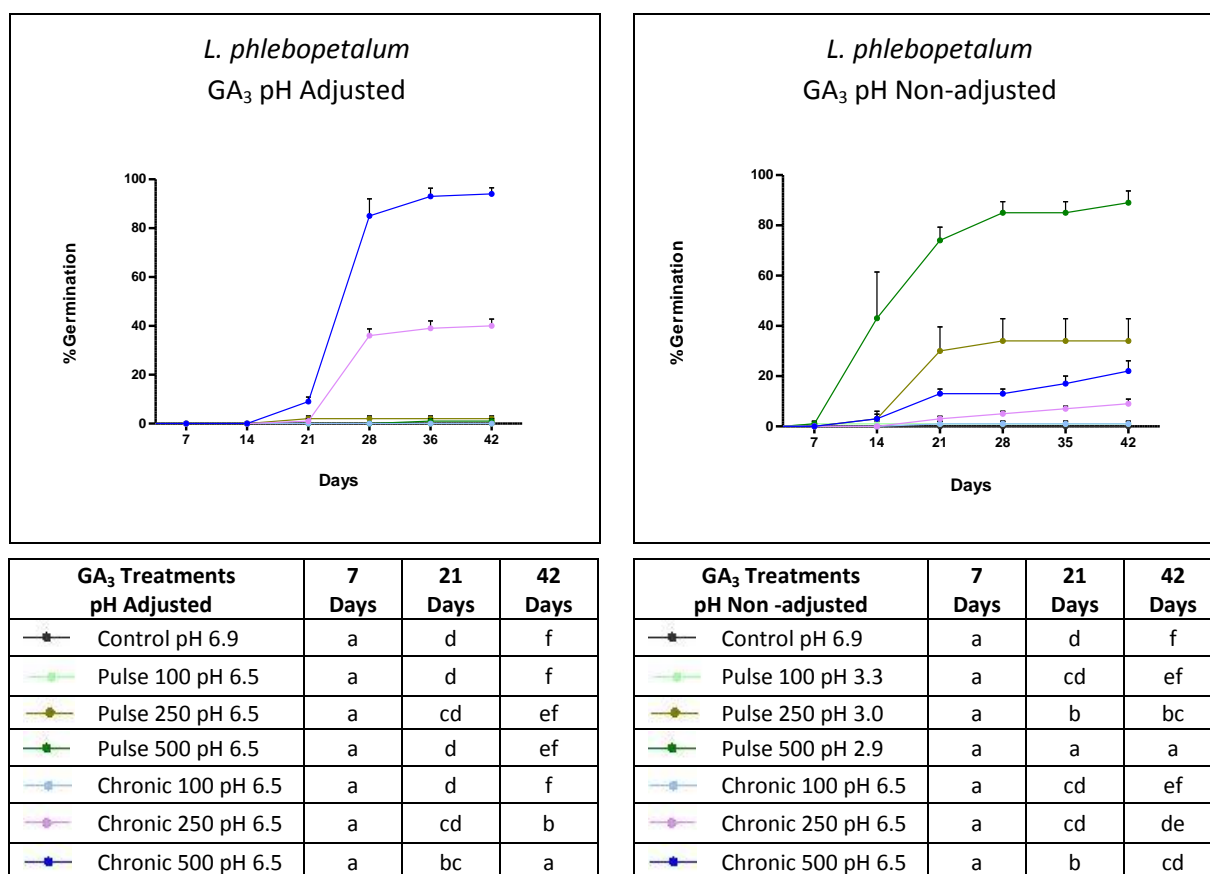 L. phlebopetalum
GA₃ pH Adjusted
100
80
60
40
20
0
%Germination
7 14 21 28 36 42
Days
L. phlebopetalum
GA₃ pH Non-adjusted
100
80
60
40
20
0
%Germination
7 14 21 28 35 42
Days
GA₃ Treatments 7 21 42
pH Adjusted Days Days Days
Control pH 6.9 a d f
Pulse 100 pH 6.5 a d f
Pulse 250 pH 6.5 a cd ef
Pulse 500 pH 6.5 a d ef
Chronic 100 pH 6.5 a d f
Chronic 250 pH 6.5 a cd b
Chronic 500 pH 6.5 a bc a
GA₃ Treatments 7 21 42
pH Non -adjusted Days Days Days
Control pH 6.9 a d f
Pulse 100 pH 3.3 a cd ef
Pulse 250 pH 3.0 a b bc
Pulse 500 pH 2.9 a a a
Chronic 100 pH 6.5 a cd ef
Chronic 250 pH 6.5 a cd de
Chronic 500 pH 6.5 a b cd